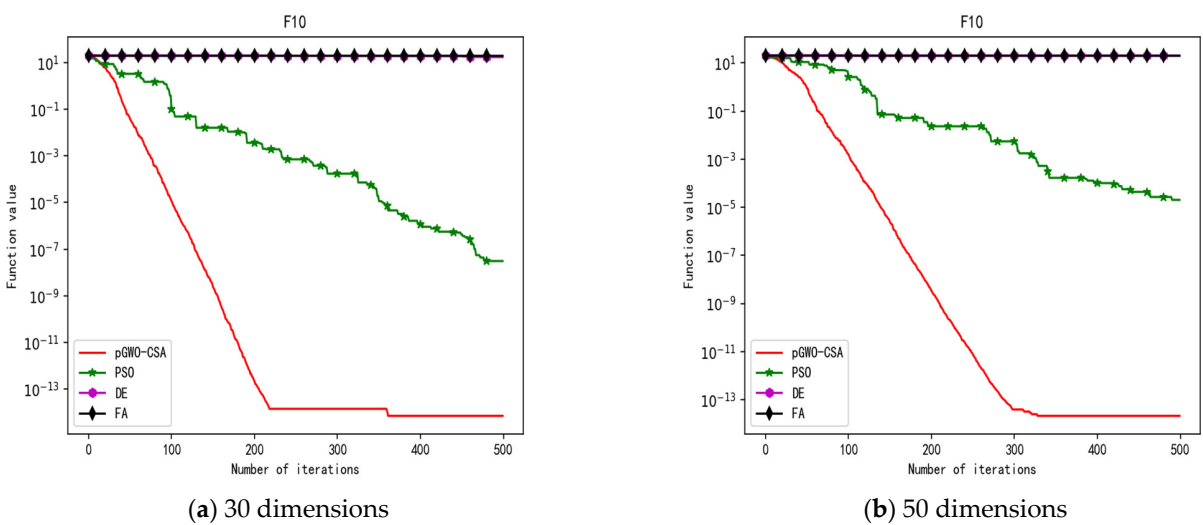 F10
Function value
10^1
10^-1
10^-3
10^-5
10^-7
10^-9
10^-11
10^-13
pGWO-CSA
PSO
DE
FA
0 100 200 300 400 500
Number of iterations
(a) 30 dimensions
F10
Function value
10^1
10^-1
10^-3
10^-5
10^-7
10^-9
10^-11
10^-13
pGWO-CSA
PSO
DE
FA
0 100 200 300 400 500
Number of iterations
(b) 50 dimensions